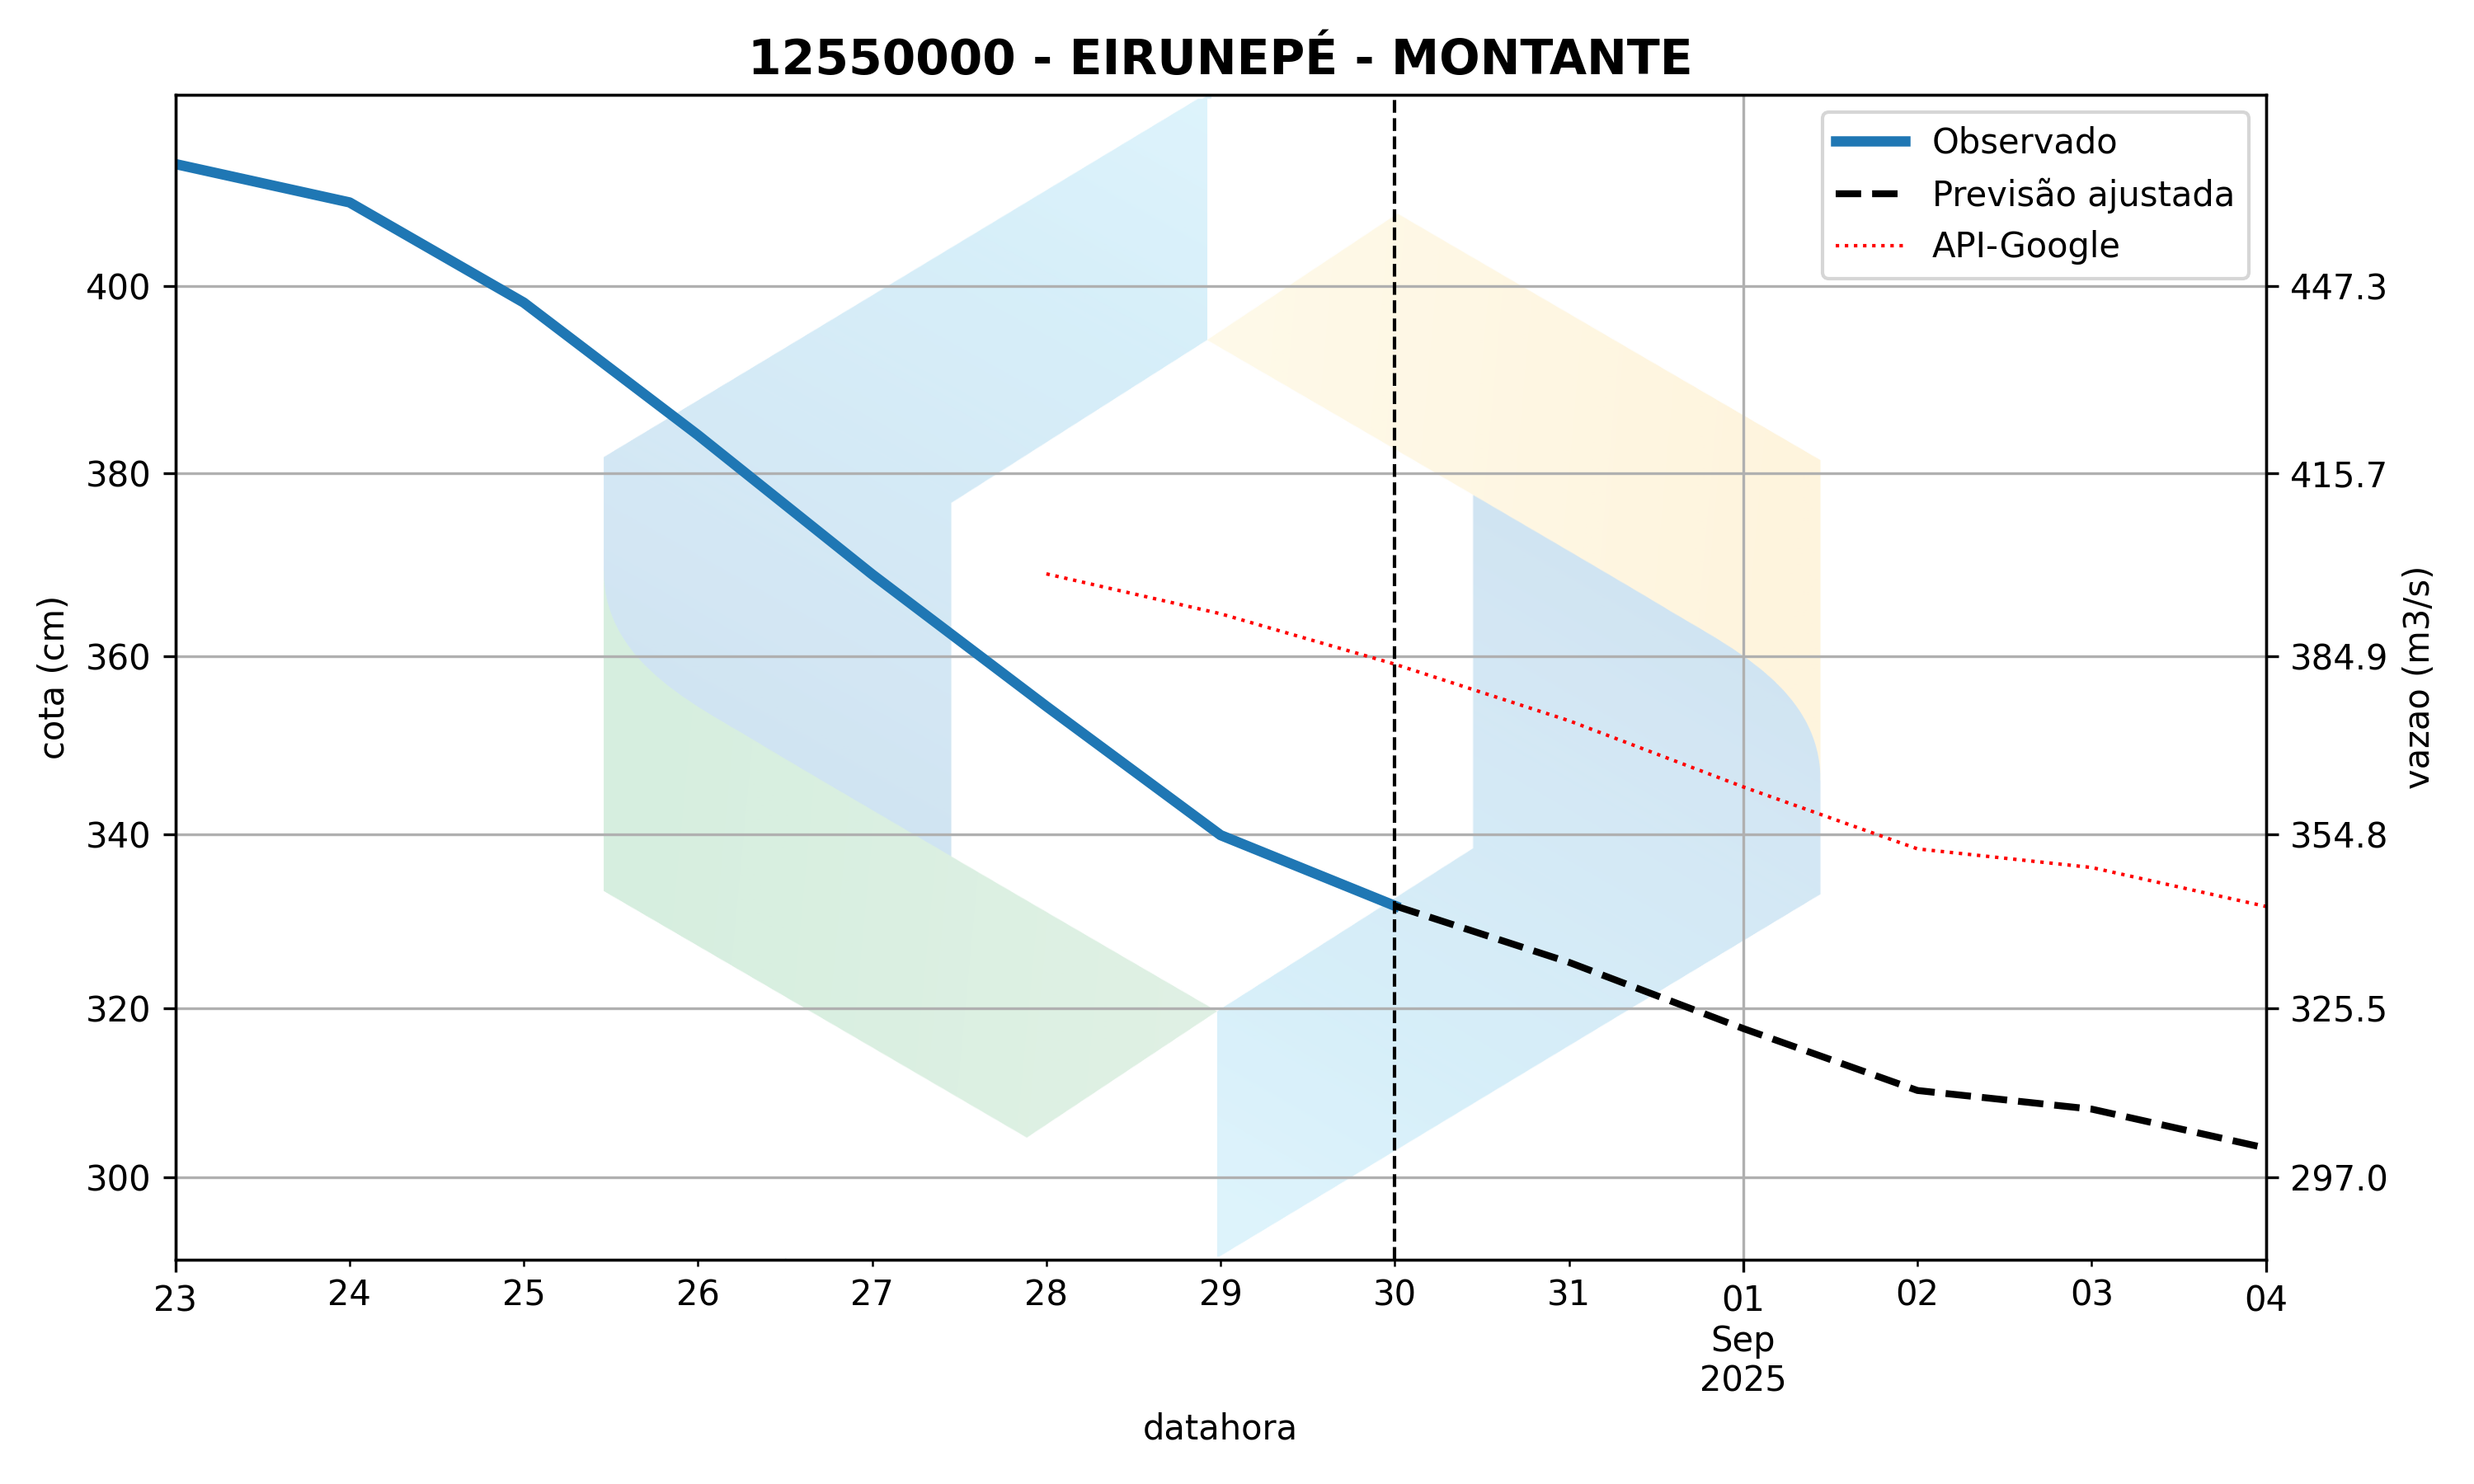 12550000 - EIRUNEPÉ - MONTANTE
Observado
Previsão ajustada
API-Google
400
380
360
340
320
300
cota (cm)
447.3
415.7
384.9
354.8
325.5
297.0
vazao (m3/s)
23 24 25 26 27 28 29 30 31 01 02 03 04
Sep
2025
datahora